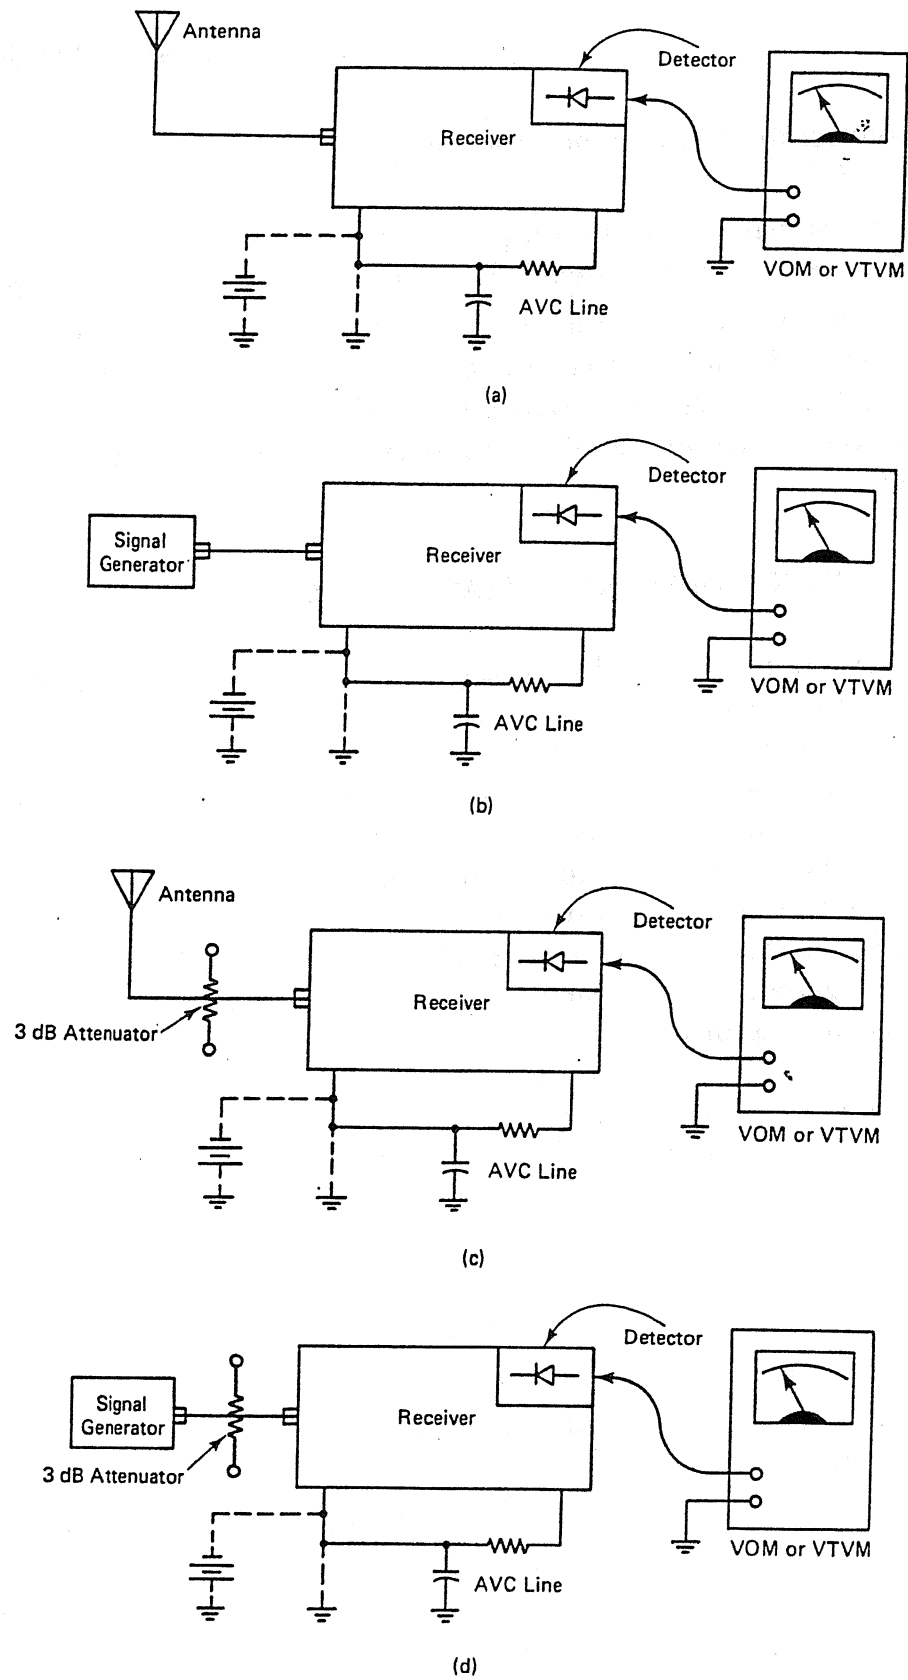 Antenna
Detector
Receiver
VOM or VTVM
AVC Line
(a)
Detector
Signal
Generator
Receiver
VOM or VTVM
AVC Line
(b)
Antenna
Detector
Receiver
3 dB Attenuator
VOM or VTVM
AVC Line
(c)
Detector
Signal
Generator
Receiver
3 dB Attenuator
VOM or VTVM
AVC Line
(d)